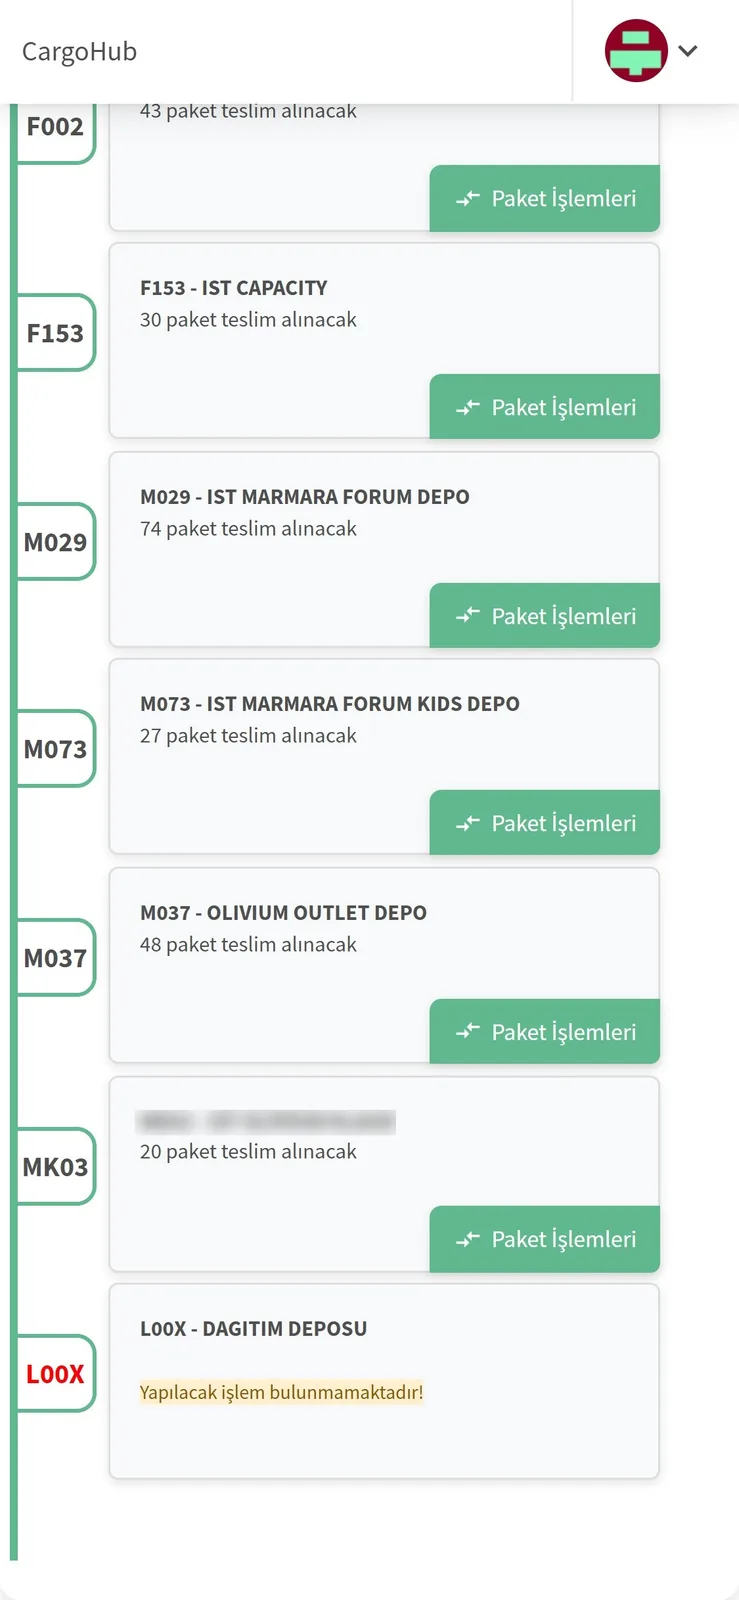 CargoHub
F002
43 paket teslim alınacak
Paket İşlemleri
F153
F153 - IST CAPACITY
30 paket teslim alınacak
Paket İşlemleri
M029
M029 - IST MARMARA FORUM DEPO
74 paket teslim alınacak
Paket İşlemleri
M073
M073 - IST MARMARA FORUM KIDS DEPO
27 paket teslim alınacak
Paket İşlemleri
M037
M037 - OLIVIUM OUTLET DEPO
48 paket teslim alınacak
Paket İşlemleri
MK03
20 paket teslim alınacak
Paket İşlemleri
L00X
L00X - DAGITIM DEPOSU
Yapılacak işlem bulunmamaktadır!